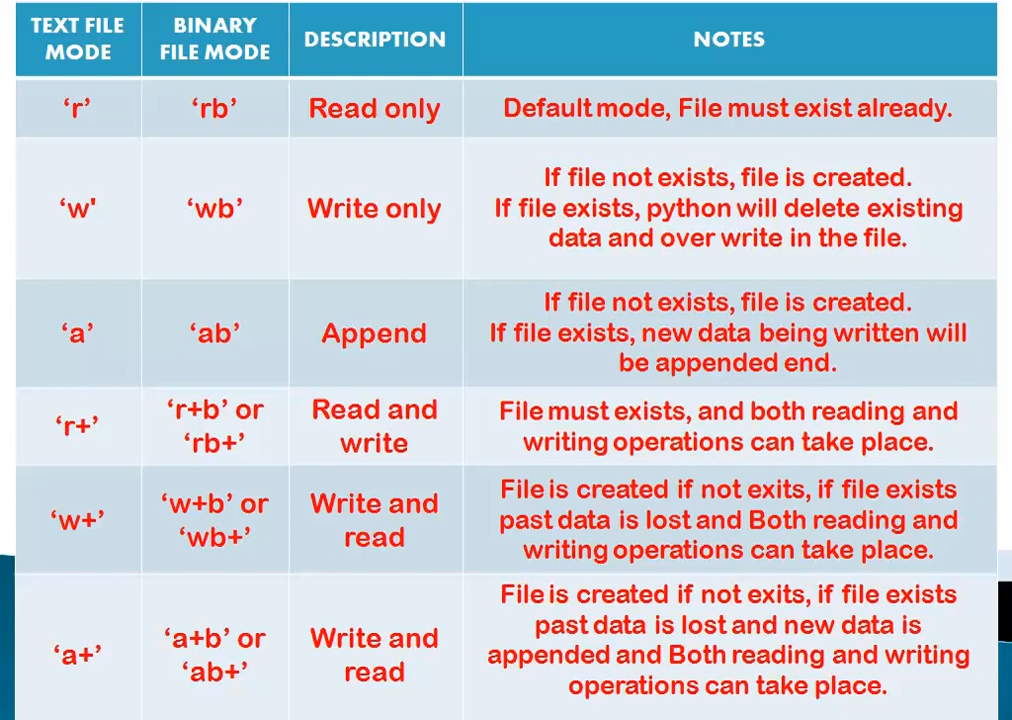 TEXT FILE MODE
BINARY FILE MODE
DESCRIPTION
NOTES
‘r’
‘rb’
Read only
Default mode, File must exist already.
‘w'
‘wb’
Write only
If file not exists, file is created.
If file exists, python will delete existing
data and over write in the file.
‘a’
‘ab’
Append
If file not exists, file is created.
If file exists, new data being written will
be appended end.
‘r+’
‘r+b’ or
‘rb+’
Read and
write
File must exists, and both reading and
writing operations can take place.
‘w+’
‘w+b’ or
‘wb+’
Write and
read
File is created if not exits, if file exists
past data is lost and Both reading and
writing operations can take place.
‘a+’
‘a+b’ or
‘ab+’
Write and
read
File is created if not exits, if file exists
past data is lost and new data is
appended and Both reading and writing
operations can take place.